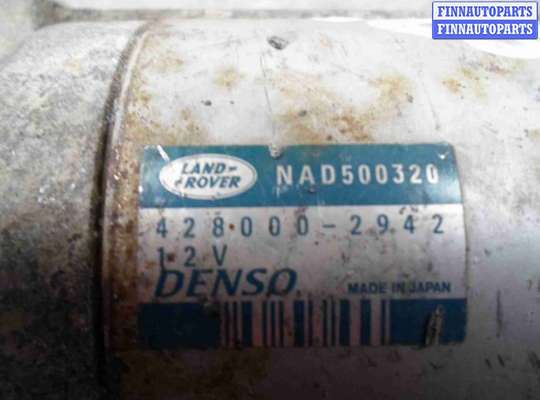 FINNAUTOPARTS
FINNAUTOPARTS
LAND-
ROVER
NAD500320
428000-2942
12V
DENSO
MADE IN JAPAN